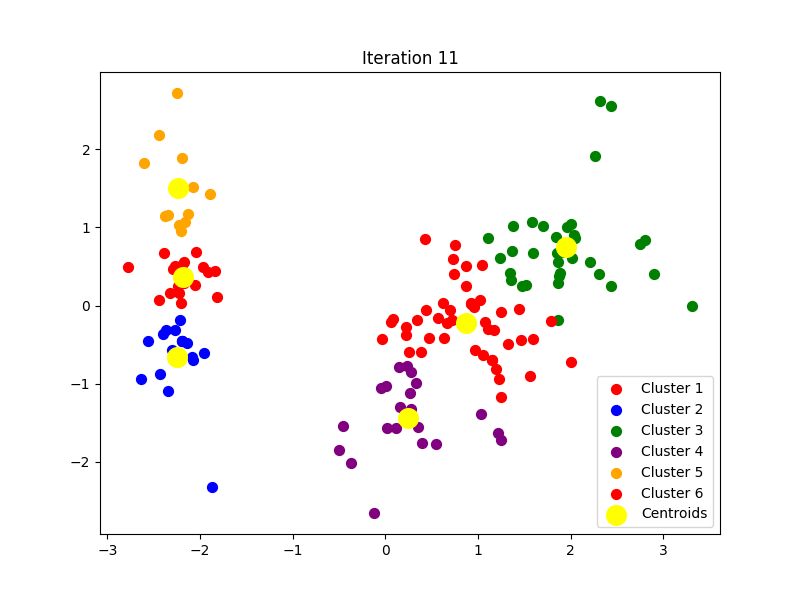 Iteration 11
2
1
0
−1
−2
−3
−2
−1
0
1
2
3
Cluster 1
Cluster 2
Cluster 3
Cluster 4
Cluster 5
Cluster 6
Centroids